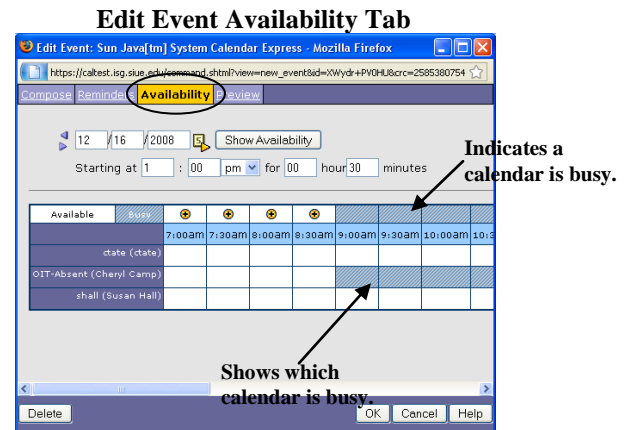 Edit Event Availability Tab
Edit Event: Sun Java[tm] System Calendar Express - Mozilla Firefox
https://caltest.isg.siue.edu/command.shtml?view=new_event&id=XWydr+PV0HU&crc=2585380754
Compose Reminders Availability Preview
12 /16 /2008 5 Show Availability
Starting at 1 : 00 pm for 00 hour 30 minutes
Indicates a
calendar is busy.
Available Busy
7:00am 7:30am 8:00am 8:30am 9:00am 9:30am 10:00am 10:3
ctate (ctate)
OIT-Absent (Cheryl Camp)
shall (Susan Hall)
Shows which
calendar is busy.
Delete OK Cancel Help